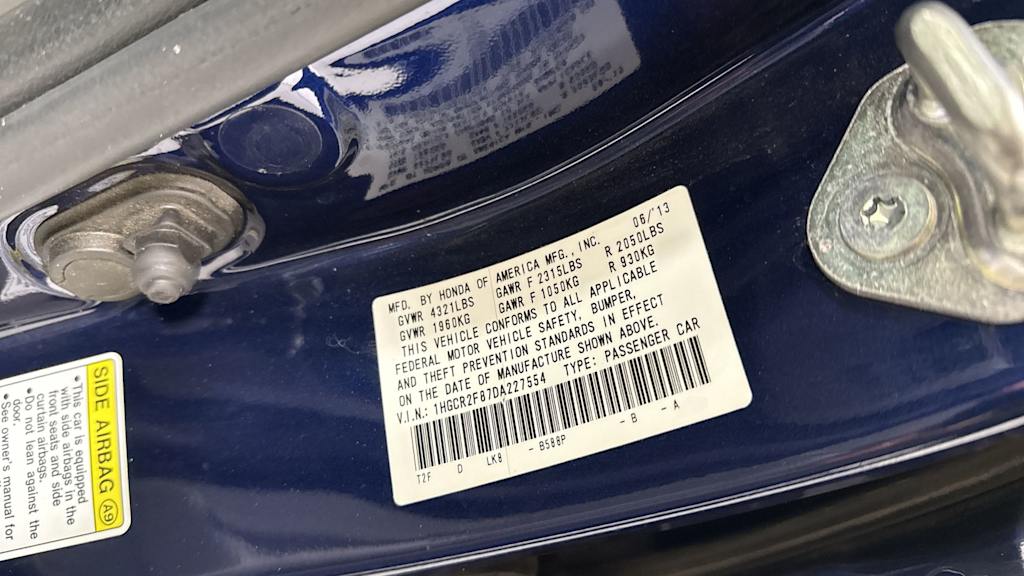 MFD. BY HONDA OF AMERICA MFG., INC. 06/'13
GVWR 4321LBS GAWR F 2315LBS R 2050LBS
GVWR 1960KG GAWR F 1050KG R 930KG
THIS VEHICLE CONFORMS TO ALL APPLICABLE
FEDERAL MOTOR VEHICLE SAFETY, BUMPER,
AND THEFT PREVENTION STANDARDS IN EFFECT
ON THE DATE OF MANUFACTURE SHOWN ABOVE.
V.I.N.: 1HGCR2F87DA227554 TYPE: PASSENGER CAR
T2F D LK8 - B588P - B - A
SIDE AIRBAG A9
•This car is equipped
with side airbags in the
front seats and side
curtain airbags.
•Do not lean against the
door.
•See owner's manual for